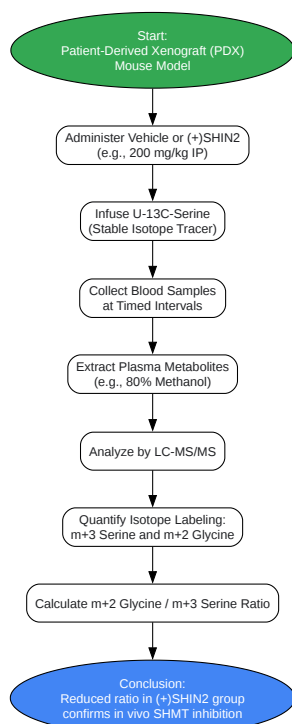 Start:
Patient-Derived Xenograft (PDX)
Mouse Model
Administer Vehicle or (+)SHIN2
(e.g., 200 mg/kg IP)
Infuse U-13C-Serine
(Stable Isotope Tracer)
Collect Blood Samples
at Timed Intervals
Extract Plasma Metabolites
(e.g., 80% Methanol)
Analyze by LC-MS/MS
Quantify Isotope Labeling:
m+3 Serine and m+2 Glycine
Calculate m+2 Glycine / m+3 Serine Ratio
Conclusion:
Reduced ratio in (+)SHIN2 group
confirms in vivo SHMT inhibition